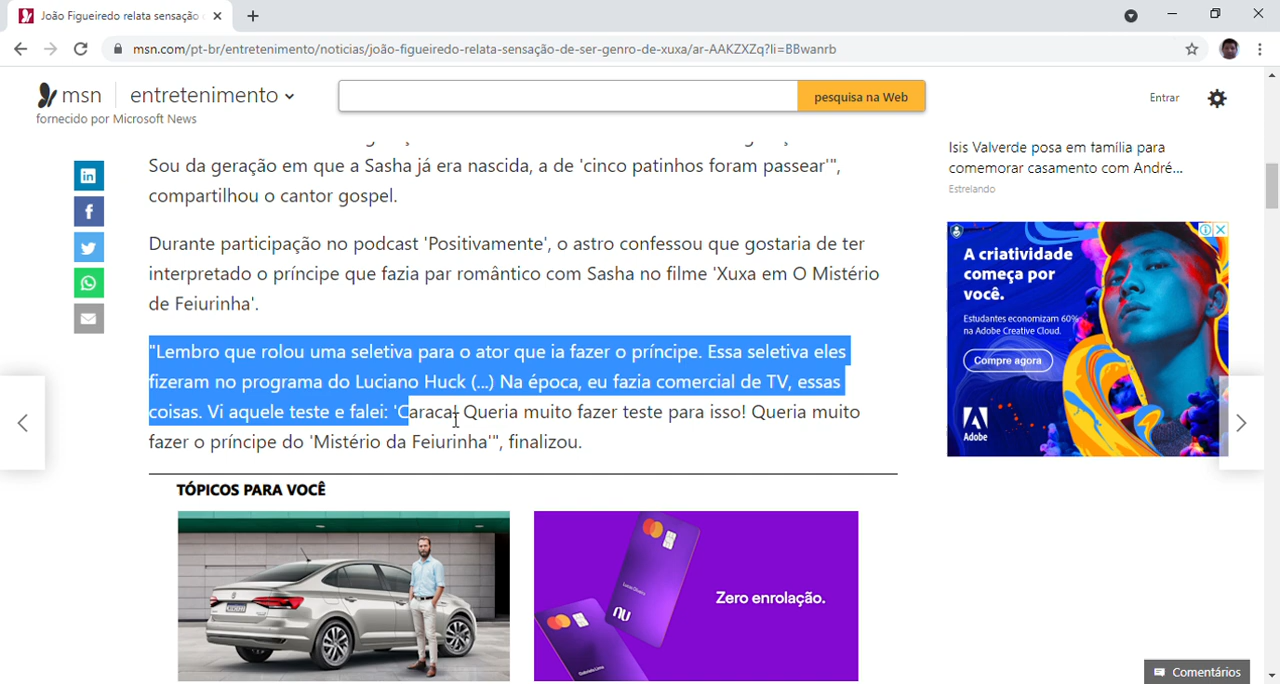 João Figueiredo relata sensação
msn.com/pt-br/entretenimento/noticias/joão-figueiredo-relata-sensação-de-ser-genro-de-xuxa/ar-AAKZXZq?li=BBwanrb
msn entretenimento
pesquisa na Web
Entrar
fornecido por Microsoft News
Sou da geração em que a Sasha já era nascida, a de 'cinco patinhos foram passear'",
compartilhou o cantor gospel.
Durante participação no podcast 'Positivamente', o astro confessou que gostaria de ter
interpretado o príncipe que fazia par romântico com Sasha no filme 'Xuxa em O Mistério
de Feiurinha'.
"Lembro que rolou uma seletiva para o ator que ia fazer o príncipe. Essa seletiva eles
fizeram no programa do Luciano Huck (...) Na época, eu fazia comercial de TV, essas
coisas. Vi aquele teste e falei: 'Caraca! Queria muito fazer teste para isso! Queria muito
fazer o príncipe do 'Mistério da Feiurinha'", finalizou.
Isis Valverde posa em família para
comemorar casamento com André...
Estrelando
A criatividade
começa por
você.
Estudantes economizam 60%
na Adobe Creative Cloud.
Compre agora
Adobe
TÓPICOS PARA VOCÊ
nu
Zero enrolação.
Comentários